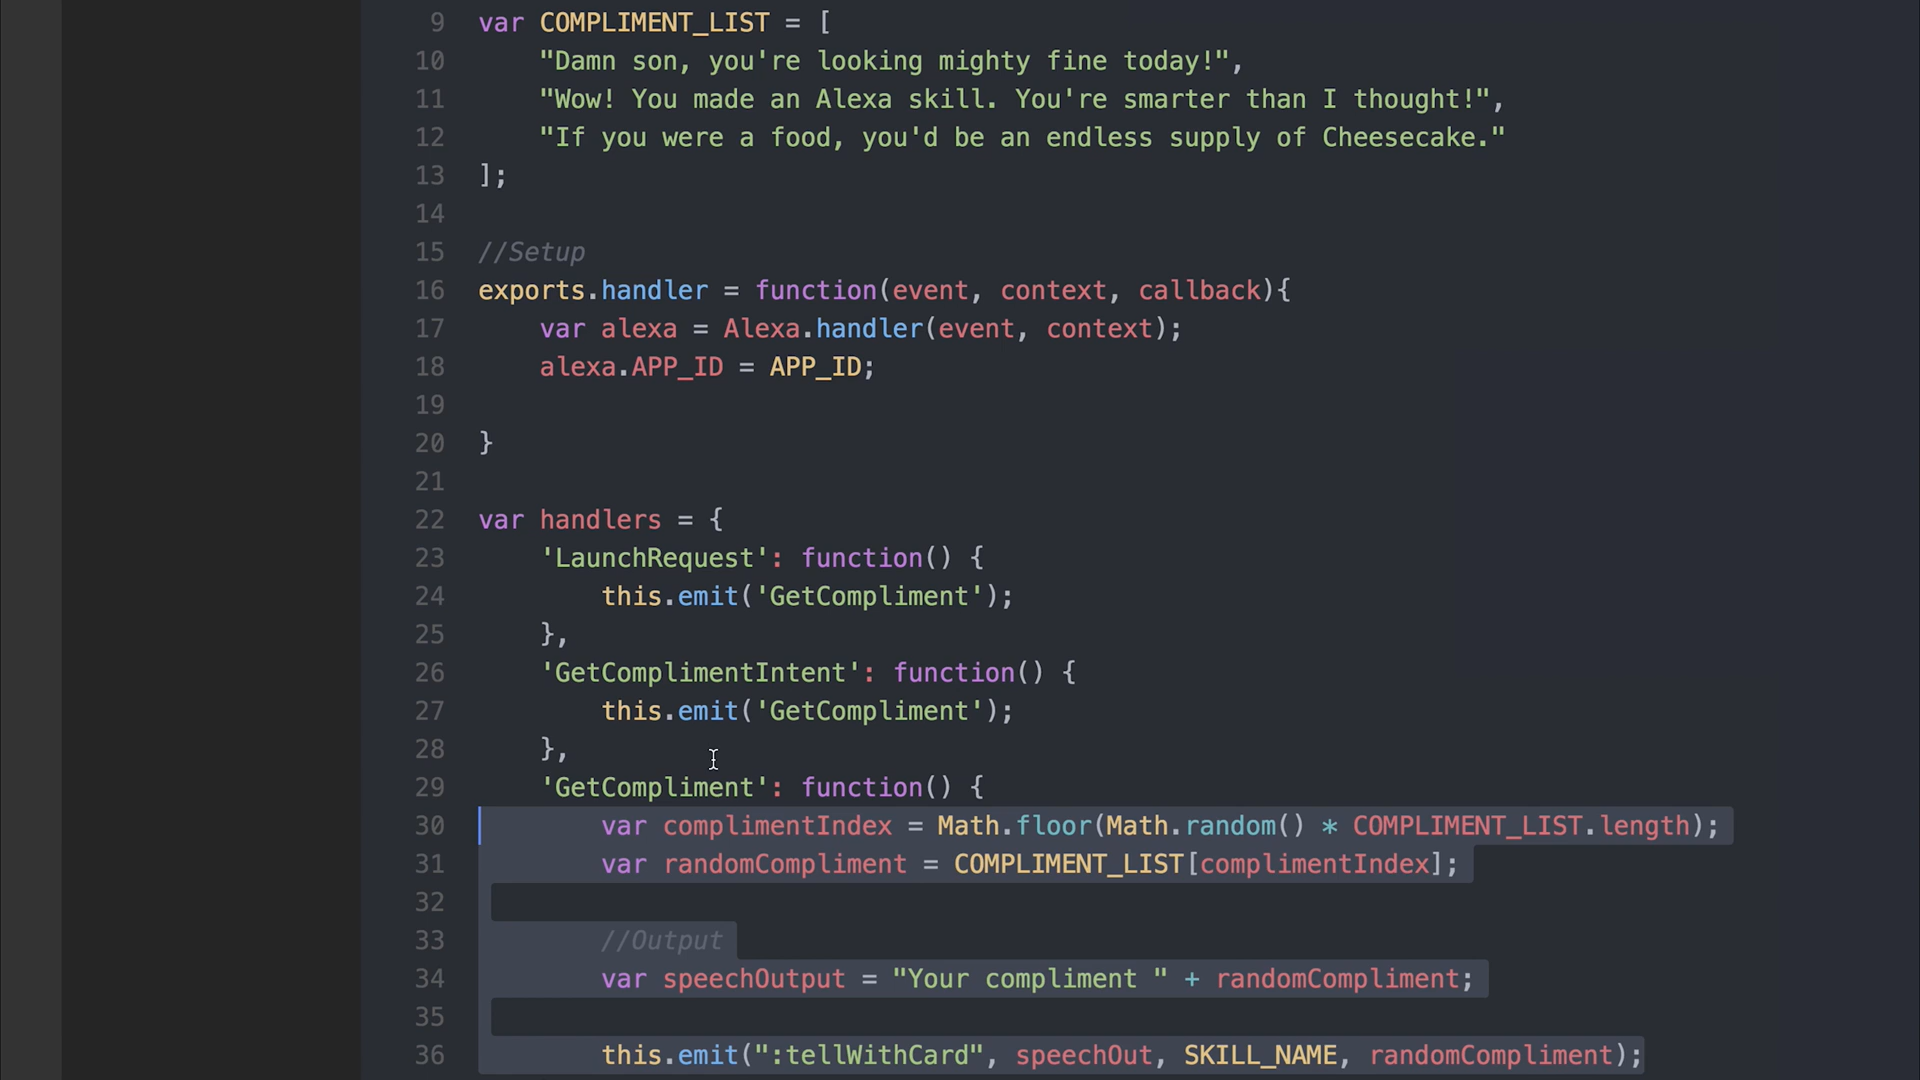 9 var COMPLIMENT_LIST = [
10 "Damn son, you're looking mighty fine today!",
11 "Wow! You made an Alexa skill. You're smarter than I thought!",
12 "If you were a food, you'd be an endless supply of Cheesecake."
13 ];
14
15 //Setup
16 exports.handler = function(event, context, callback){
17 var alexa = Alexa.handler(event, context);
18 alexa.APP_ID = APP_ID;
19
20 }
21
22 var handlers = {
23 'LaunchRequest': function() {
24 this.emit('GetCompliment');
25 },
26 'GetComplimentIntent': function() {
27 this.emit('GetCompliment');
28 },
29 'GetCompliment': function() {
30 var complimentIndex = Math.floor(Math.random() * COMPLIMENT_LIST.length);
31 var randomCompliment = COMPLIMENT_LIST[complimentIndex];
32
33 //Output
34 var speechOutput = "Your compliment " + randomCompliment;
35
36 this.emit(":tellWithCard", speechOut, SKILL_NAME, randomCompliment);